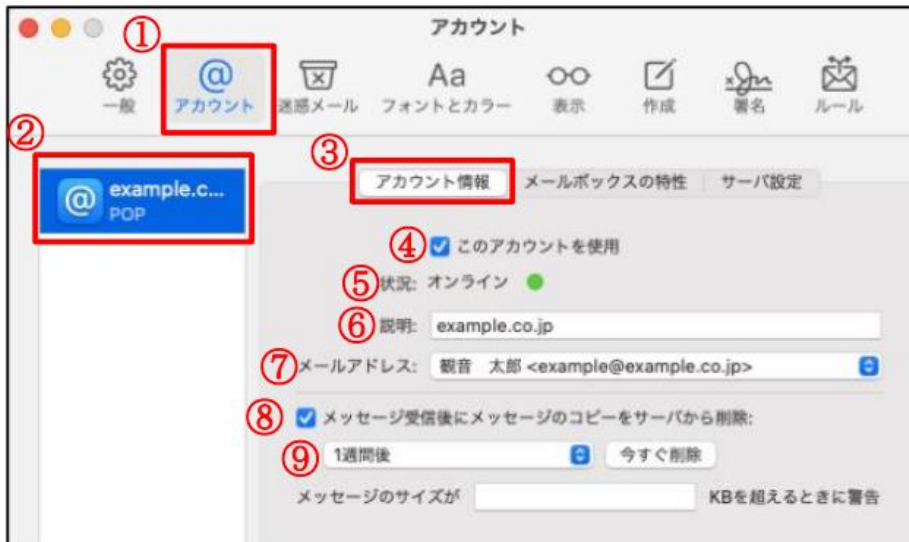 アカウント
①
一般 アカウント 迷惑メール フォントとカラー 表示 作成 署名 ルール
②
③
example.c...
POP
アカウント情報 メールボックスの特性 サーバ設定
④ このアカウントを使用
⑤ 状況: オンライン
⑥ 説明: example.co.jp
⑦ メールアドレス: 観音 太郎 <example@example.co.jp>
⑧ メッセージ受信後にメッセージのコピーをサーバから削除:
⑨ 1週間後 今すぐ削除
メッセージのサイズが KBを超えるときに警告